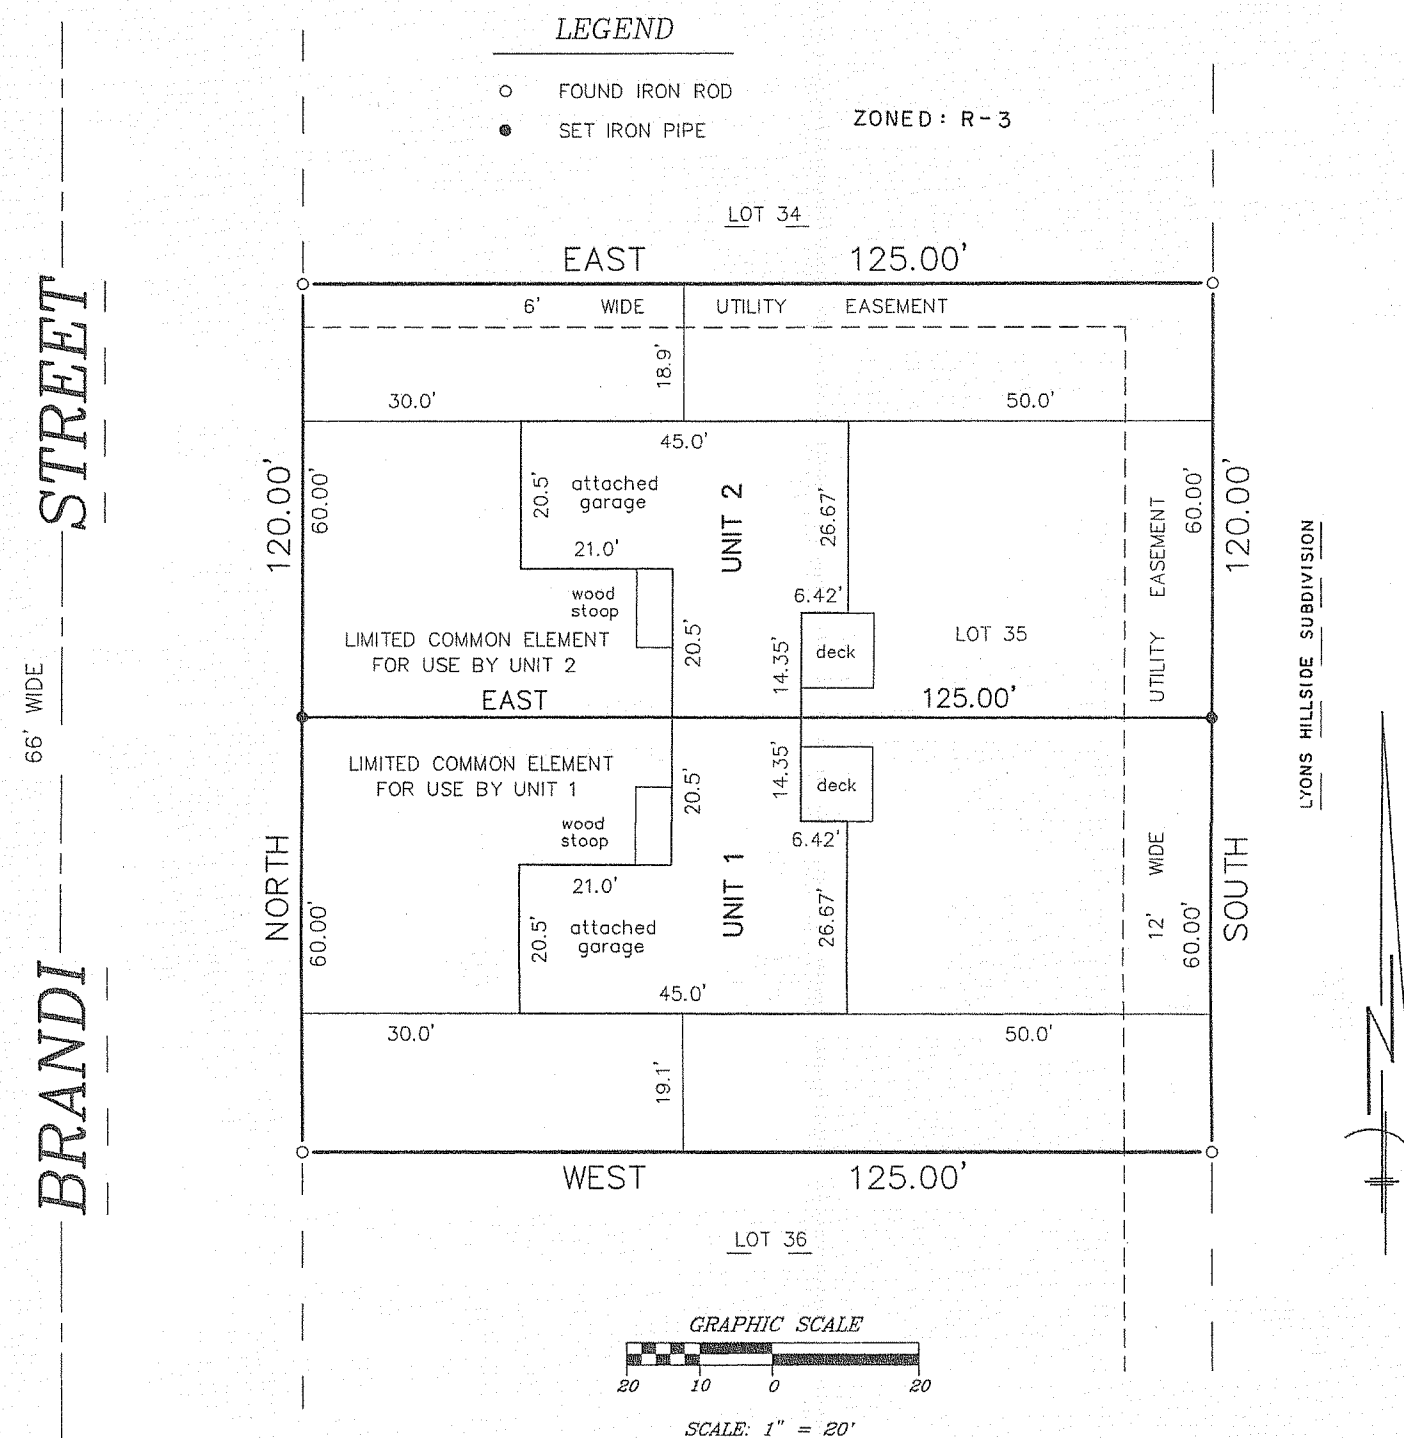 LEGEND
FOUND IRON ROD
SET IRON PIPE
ZONED: R-3
LOT 34
EAST 125.00'
6' WIDE UTILITY EASEMENT
18.9'
30.0'
50.0'
45.0'
120.00'
60.00'
20.5'
attached
garage
UNIT 2
26.67'
60.00'
120.00'
21.0'
wood
stoop
6.42'
LIMITED COMMON ELEMENT
FOR USE BY UNIT 2
20.5'
14.35'
deck
LOT 35
EAST 125.00'
LIMITED COMMON ELEMENT
FOR USE BY UNIT 1
20.5'
14.35'
deck
wood
stoop
6.42'
21.0'
NORTH
60.00'
20.5'
attached
garage
UNIT 1
26.67'
12' WIDE UTILITY EASEMENT
60.00'
SOUTH
45.0'
30.0'
50.0'
19.1'
WEST 125.00'
LOT 36
BRANDI STREET
66' WIDE
LYONS HILLSIDE SUBDIVISION
N
GRAPHIC SCALE
20 10 0 20
SCALE: 1" = 20'